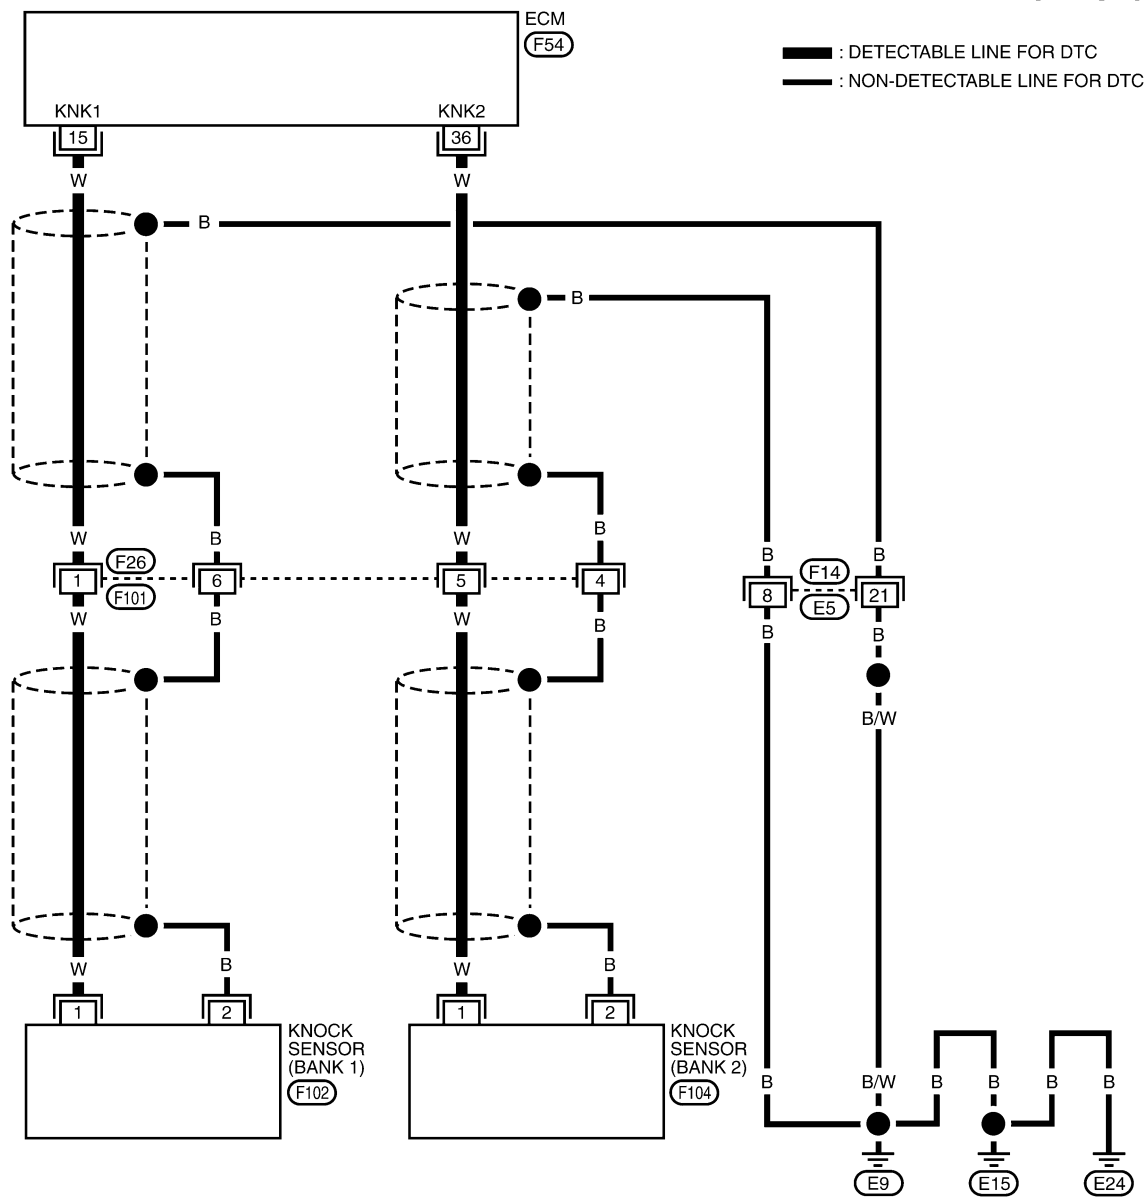 ECM
F54
: DETECTABLE LINE FOR DTC
: NON-DETECTABLE LINE FOR DTC
KNK1
KNK2
15
36
W
W
B
B
W
B
W
B
B
B
1
F26
F101
6
5
4
8
F14
E5
21
W
B
W
B
B
B
B/W
W
B
W
B
1
2
1
2
KNOCK
SENSOR
(BANK 1)
F102
KNOCK
SENSOR
(BANK 2)
F104
B
B/W
B
B
B
B
E9
E15
E24